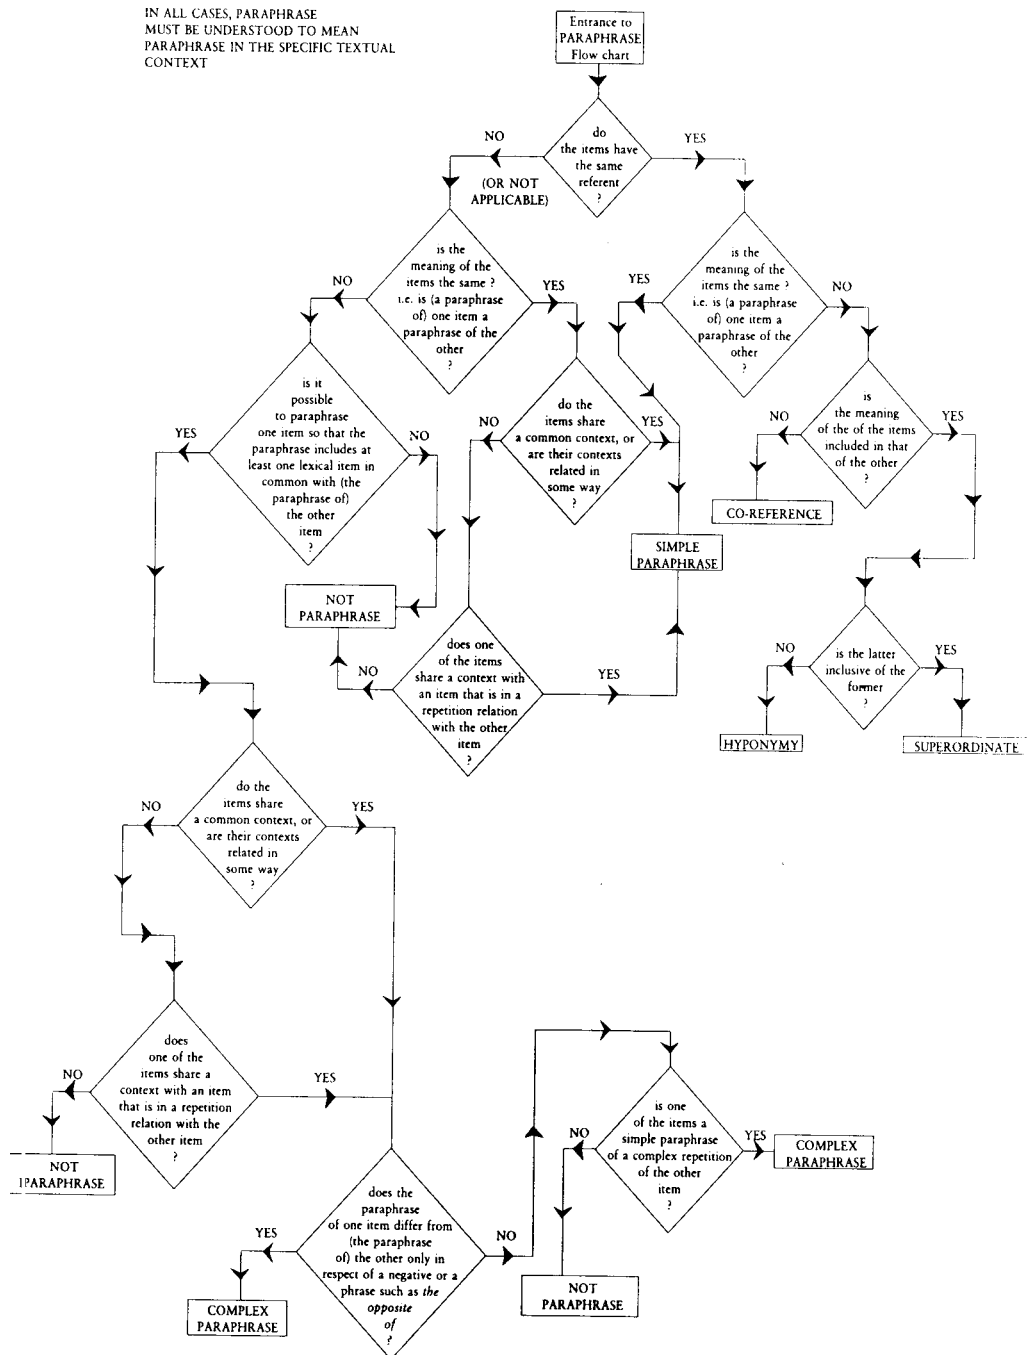 IN ALL CASES, PARAPHRASE
MUST BE UNDERSTOOD TO MEAN
PARAPHRASE IN THE SPECIFIC TEXTUAL
CONTEXT
Entrance to
PARAPHRASE
Flow chart
do
the items have
the same
referent
?
NO
(OR NOT
APPLICABLE)
YES
is the
meaning of the
items the same ?
i.e. is (a paraphrase
of) one item a
paraphrase of the
other
?
NO
YES
is the
meaning of the
items the same ?
i.e. is (a paraphrase
of) one item a
paraphrase of the
other
?
YES
NO
is it
possible
to paraphrase
one item so that the
paraphrase includes at
least one lexical item in
common with (the
paraphrase of)
the other
item
?
YES
NO
do the
items share
a common context, or
are their contexts
related in
some way
?
NO
YES
is
the meaning
of the of the items
included in that
of the other
?
NO
YES
CO-REFERENCE
SIMPLE
PARAPHRASE
NOT
PARAPHRASE
does one
of the items
share a context with
an item that is in a
repetition relation
with the other
item
?
NO
YES
is the latter
inclusive of the
former
?
NO
YES
HYPONYMY
SUPERORDINATE
do the
items share
a common context, or
are their contexts
related in
some way
?
NO
YES
does
one of the
items share a
context with an item
that is in a repetition
relation with the
other item
?
NO
YES
NOT
PARAPHRASE
is one
of the items a
simple paraphrase
of a complex repetition
of the other
item
?
NO
YES
COMPLEX
PARAPHRASE
does the
paraphrase
of one item differ from
(the paraphrase
of) the other only in
respect of a negative or a
phrase such as the
opposite
of
?
YES
NO
COMPLEX
PARAPHRASE
NOT
PARAPHRASE